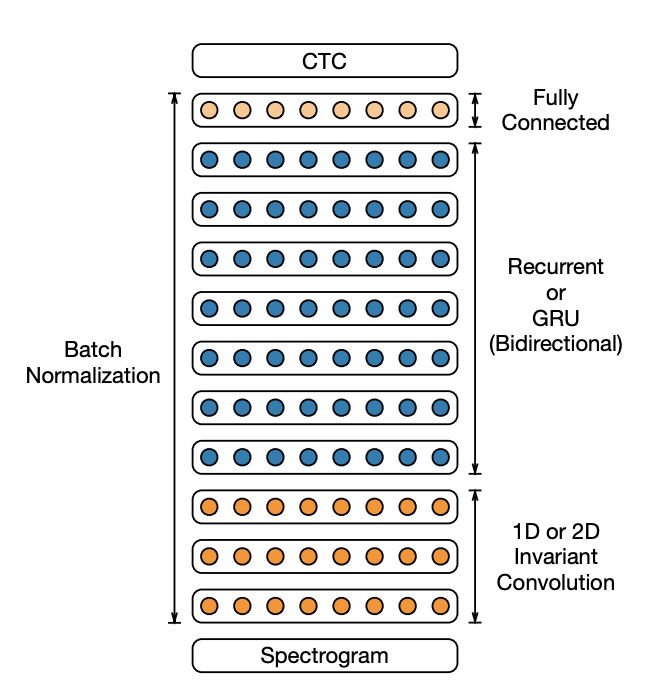 CTC
Fully
Connected
Recurrent
or
GRU
(Bidirectional)
Batch
Normalization
1D or 2D
Invariant
Convolution
Spectrogram